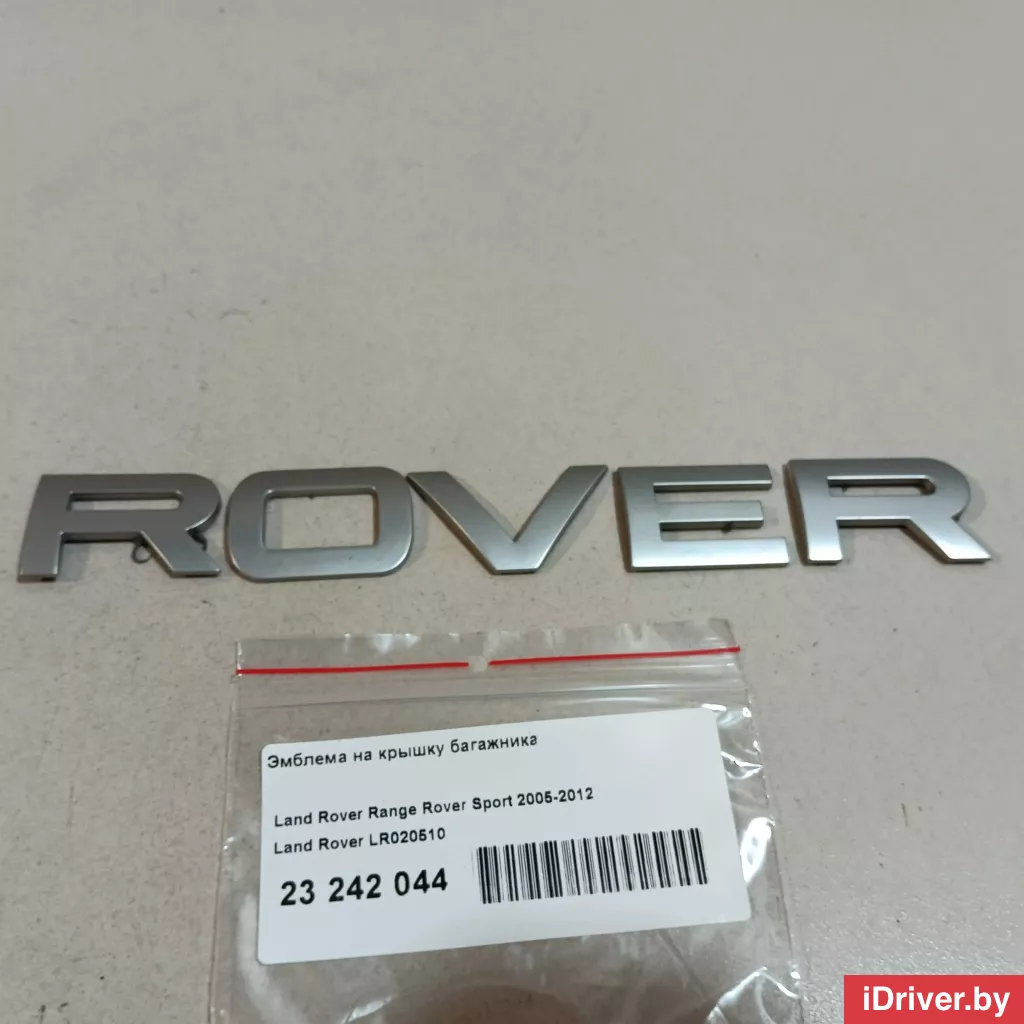 ROVER
Эмблема на крышку багажника
Land Rover Range Rover Sport 2005-2012
Land Rover LR020510
23 242 044
iDriver.by